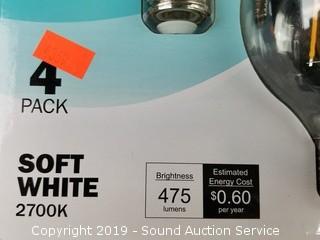 4
PACK
SOFT
WHITE
2700K
Brightness
475
lumens
Estimated
Energy Cost
$0.60
per year
Copyright 2019 - Sound Auction Service